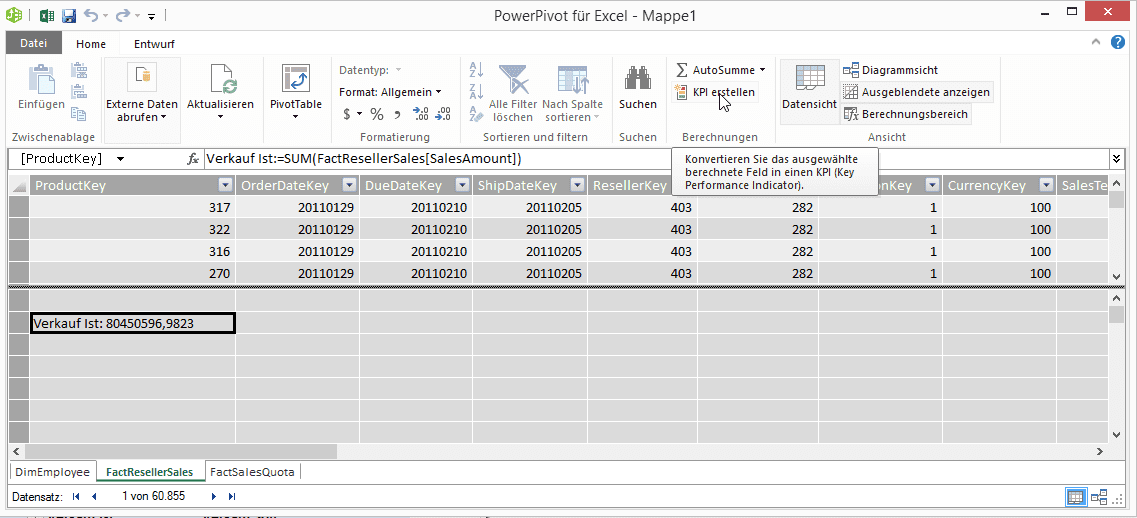 PowerPivot für Excel - Mappe1
Datei Home Entwurf
Einfügen
Zwischenablage
Externe Daten
abrufen
Aktualisieren
PivotTable
Datentyp:
Format: Allgemein
$ % , ,00 ,0
Formatierung
Alle Filter
löschen
Nach Spalte
sortieren
Sortieren und filtern
Suchen
Suchen
AutoSumme
KPI erstellen
Berechnungen
Datensicht
Diagrammsicht
Ausgeblendete anzeigen
Berechnungsbereich
Ansicht
[ProductKey] fx Verkauf Ist:=SUM(FactResellerSales[SalesAmount])
Konvertieren Sie das ausgewählte
berechnete Feld in einen KPI (Key
Performance Indicator).
ProductKey OrderDateKey DueDateKey ShipDateKey ResellerKey onKey CurrencyKey SalesTe
317 20110129 20110210 20110205 403 282 1 100
322 20110129 20110210 20110205 403 282 1 100
316 20110129 20110210 20110205 403 282 1 100
270 20110129 20110210 20110205 403 282 1 100
Verkauf Ist: 80450596,9823
DimEmployee FactResellerSales FactSalesQuota
Datensatz: 1 von 60.855